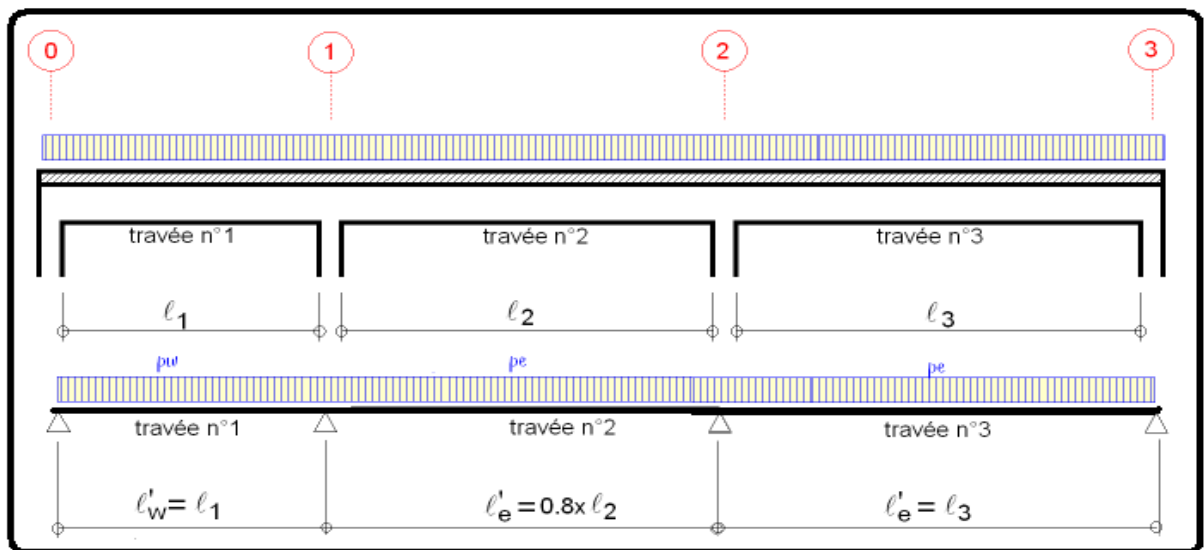 0 1 2 3
travée n°1 travée n°2 travée n°3
ℓ1 ℓ2 ℓ3
pw pe pe
travée n°1 travée n°2 travée n°3
ℓ'w = ℓ1 ℓ'e = 0.8x ℓ2 ℓ'e = ℓ3